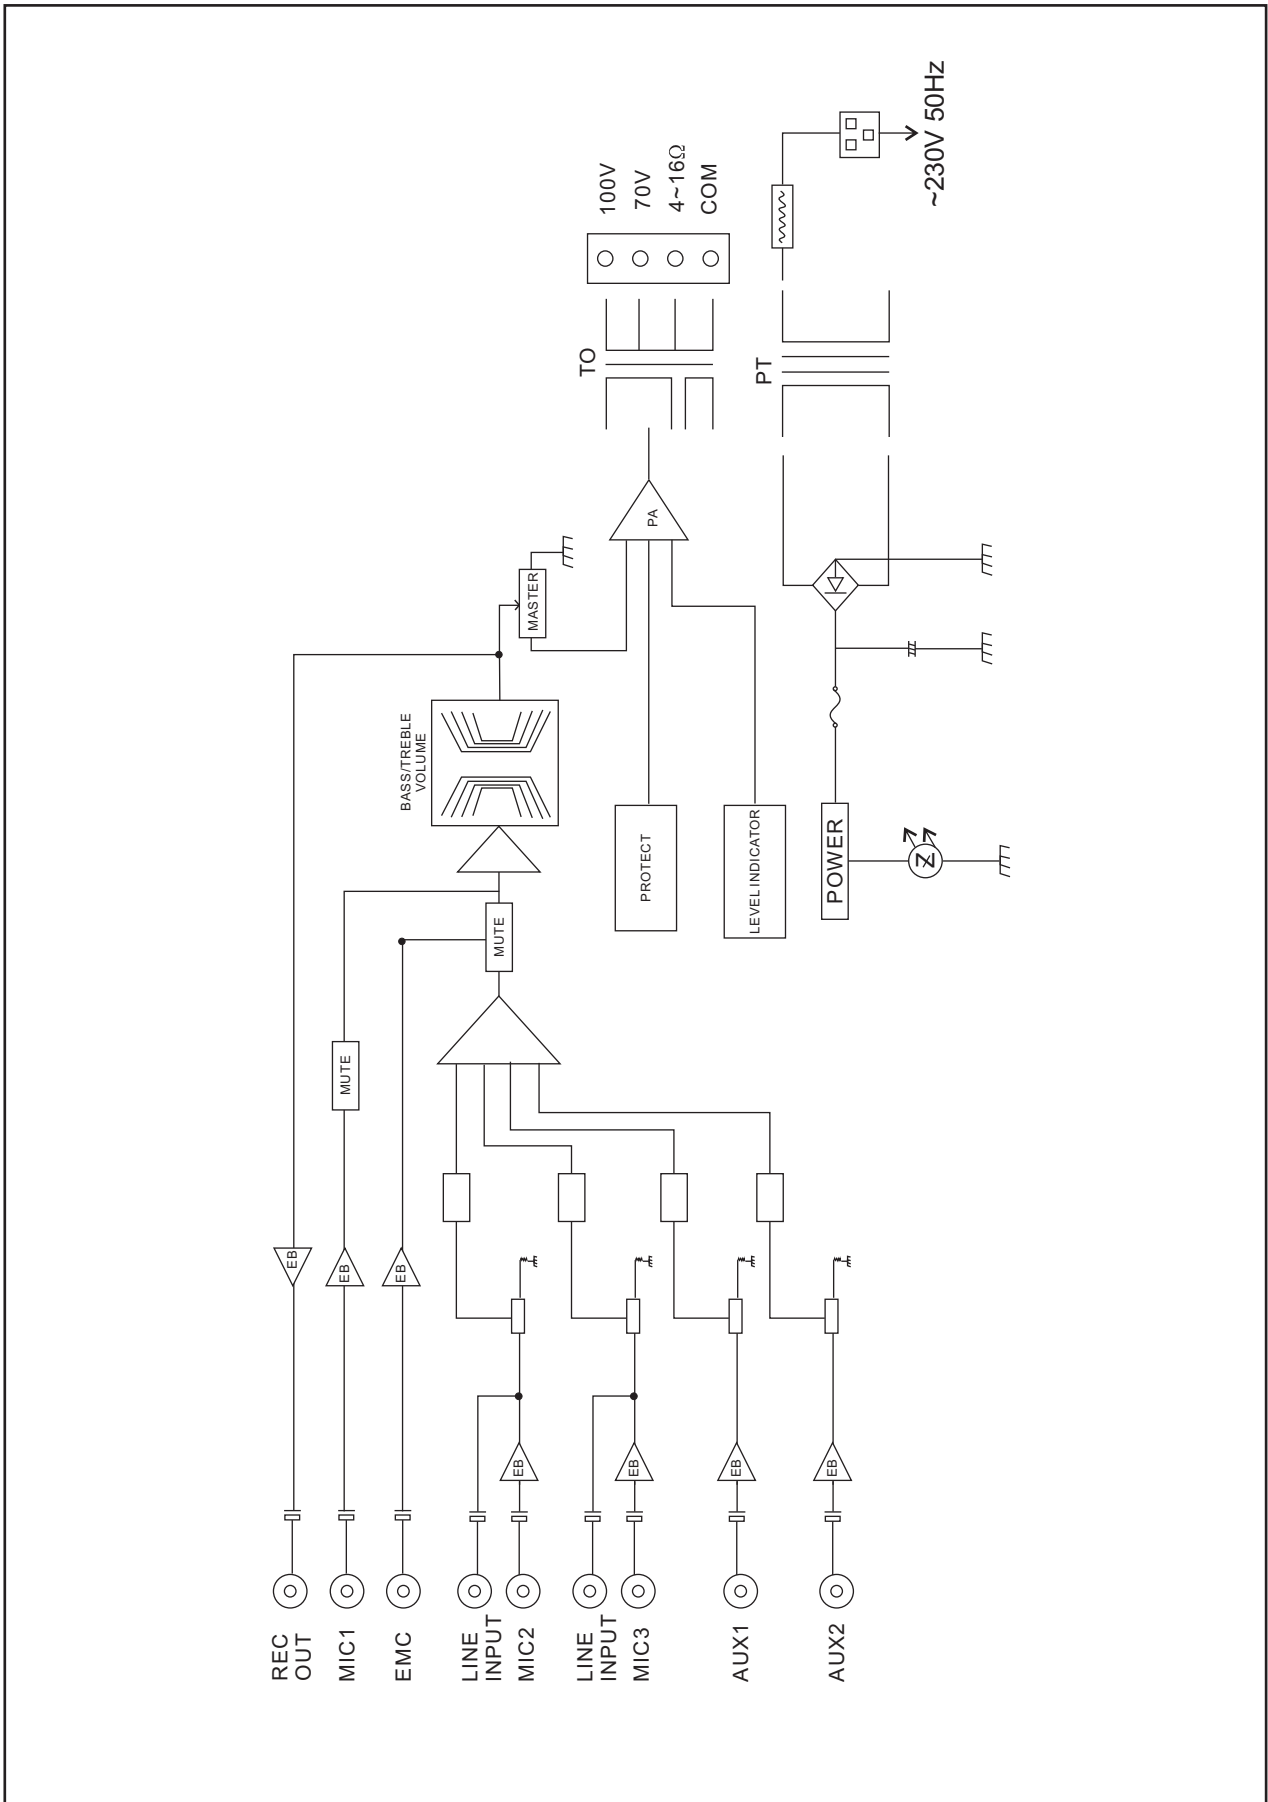 REC
OUT
MIC1
EMC
LINE
INPUT
MIC2
LINE
INPUT
MIC3
AUX1
AUX2
EB
EB
EB
EB
EB
EB
EB
MUTE
MUTE
BASS/TREBLE
VOLUME
MASTER
PROTECT
LEVEL INDICATOR
POWER
PA
TO
PT
100V
70V
4~16Ω
COM
~230V 50Hz